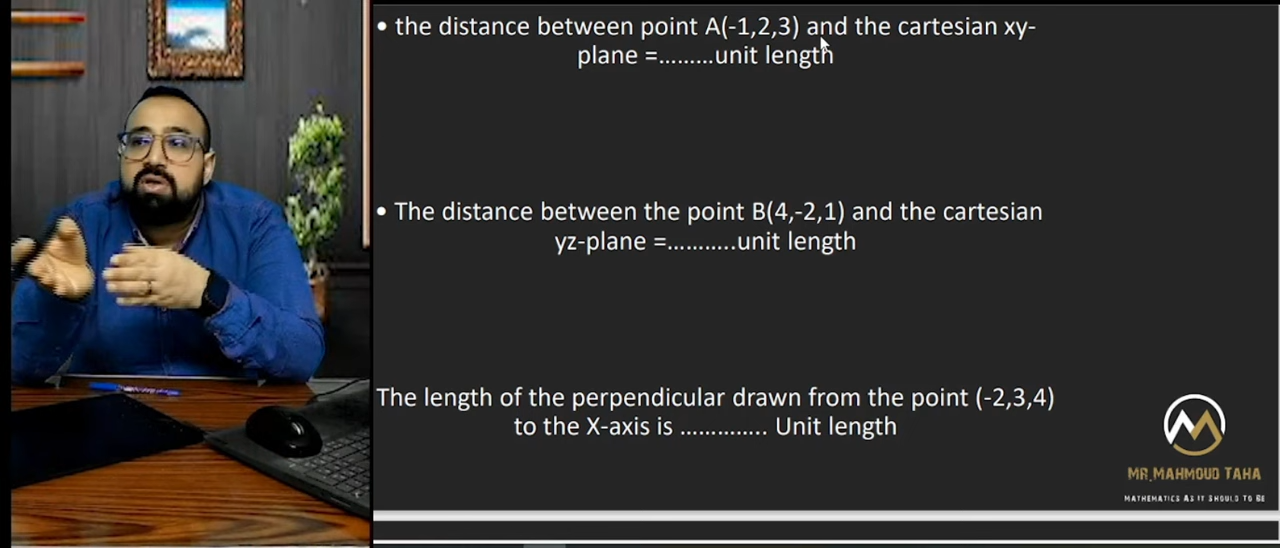 • the distance between point A(-1,2,3) and the cartesian xy-
plane =.........unit length
• The distance between the point B(4,-2,1) and the cartesian
yz-plane =...........unit length
The length of the perpendicular drawn from the point (-2,3,4)
to the X-axis is .............. Unit length
MR.MAHMOUD TAHA
MATHEMATICS AS IT SHOULD TO BE